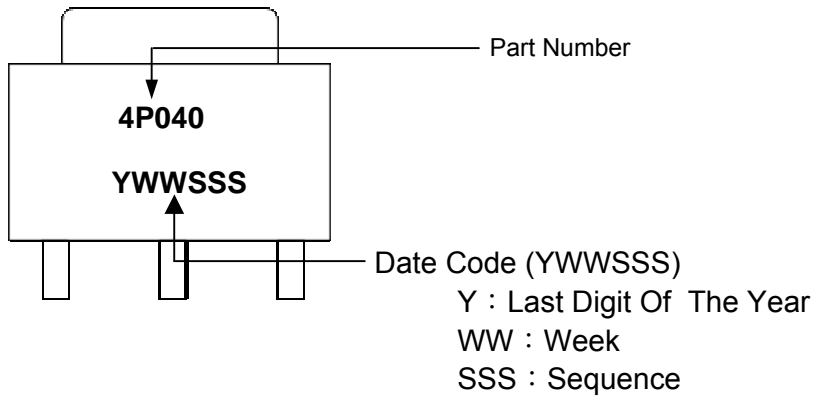 Part Number
4P040
YWWSSS
Date Code (YWWSSS)
Y：Last Digit Of The Year
WW：Week
SSS：Sequence